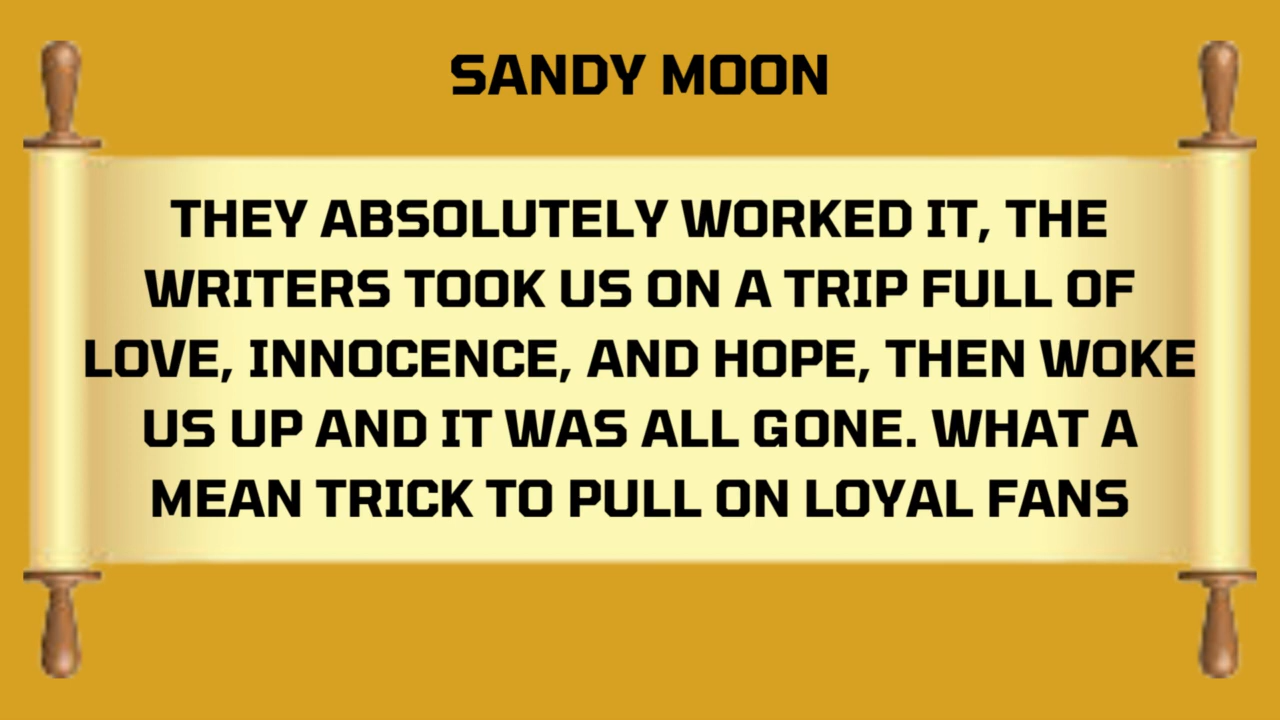 SANDY MOON
THEY ABSOLUTELY WORKED IT, THE
WRITERS TOOK US ON A TRIP FULL OF
LOVE, INNOCENCE, AND HOPE, THEN WOKE
US UP AND IT WAS ALL GONE. WHAT A
MEAN TRICK TO PULL ON LOYAL FANS